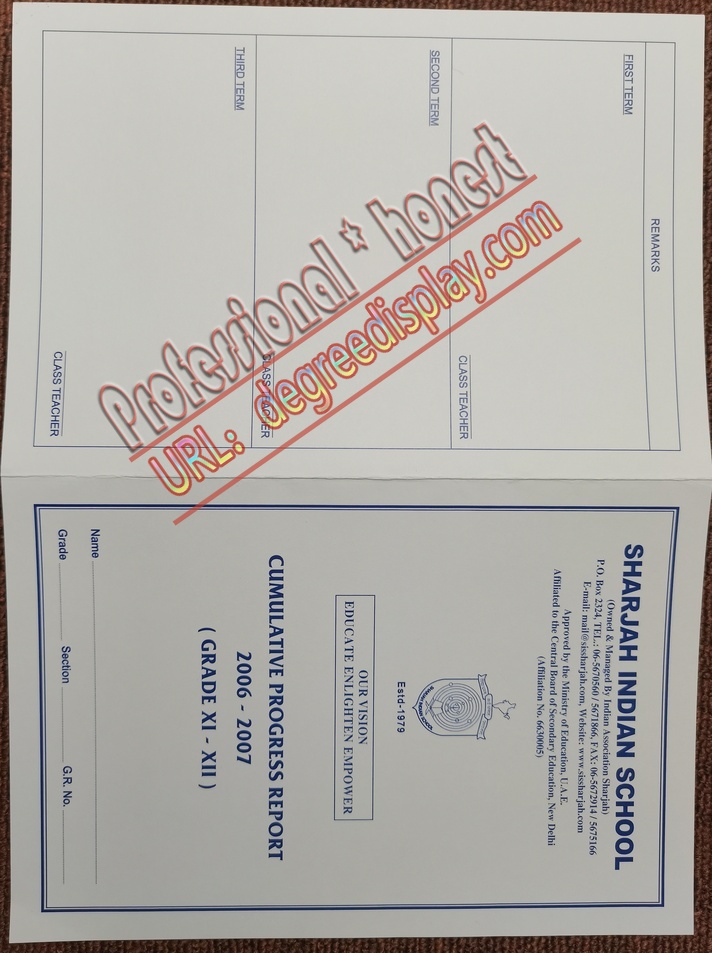 REMARKS
FIRST TERM
CLASS TEACHER
SECOND TERM
CLASS TEACHER
THIRD TERM
CLASS TEACHER
Professional * honest
URL: degreedisplay.com
SHARJAH INDIAN SCHOOL
(Owned & Managed By Indian Association Sharjah)
P.O. Box 2324, TEL.: 06-5670560 / 5671866, FAX: 06-5672914 / 5675166
E-mail: mail@sissharjah.com, Website: www.sissharjah.com
Approved by the Ministry of Education, U.A.E.
Affiliated to the Central Board of Secondary Education, New Delhi
(Affiliation No. 6630005)
Estd-1979
OUR VISION
EDUCATE ENLIGHTEN EMPOWER
CUMULATIVE PROGRESS REPORT
2006 - 2007
( GRADE XI - XII )
Name
Grade Section G.R. No.